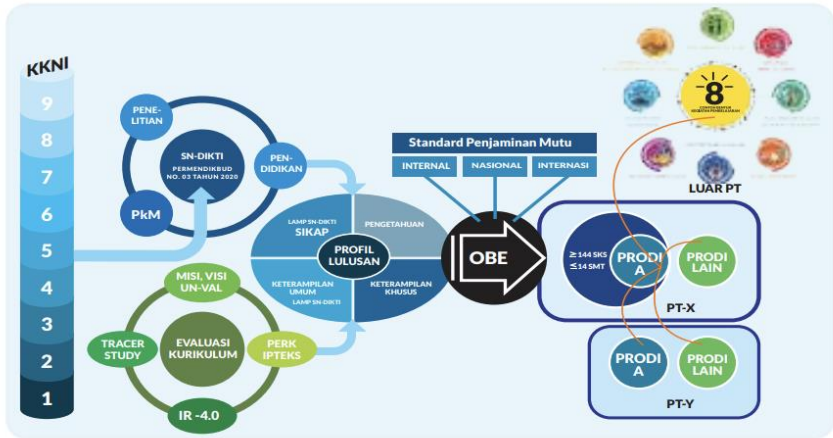 KKNI
9
8
7
6
5
4
3
2
1
PENE-
LITIAN
SN-DIKTI
PERMENDIKBUD
NO. 03 TAHUN 2020
PEN-
DIDIKAN
PkM
MISI, VISI
UN-VAL
TRACER
STUDY
EVALUASI
KURIKULUM
PERK
IPTEKS
IR -4.0
LAMP SN-DIKTI
SIKAP
PENGETAHUAN
PROFIL
LULUSAN
KETERAMPILAN
UMUM
LAMP SN-DIKTI
KETERAMPILAN
KHUSUS
Standard Penjaminan Mutu
INTERNAL
NASIONAL
INTERNASI
OBE
8
LUAR PT
≥ 144 SKS
≤ 14 SMT
PRODI
A
PRODI
LAIN
PT-X
PRODI
A
PRODI
LAIN
PT-Y